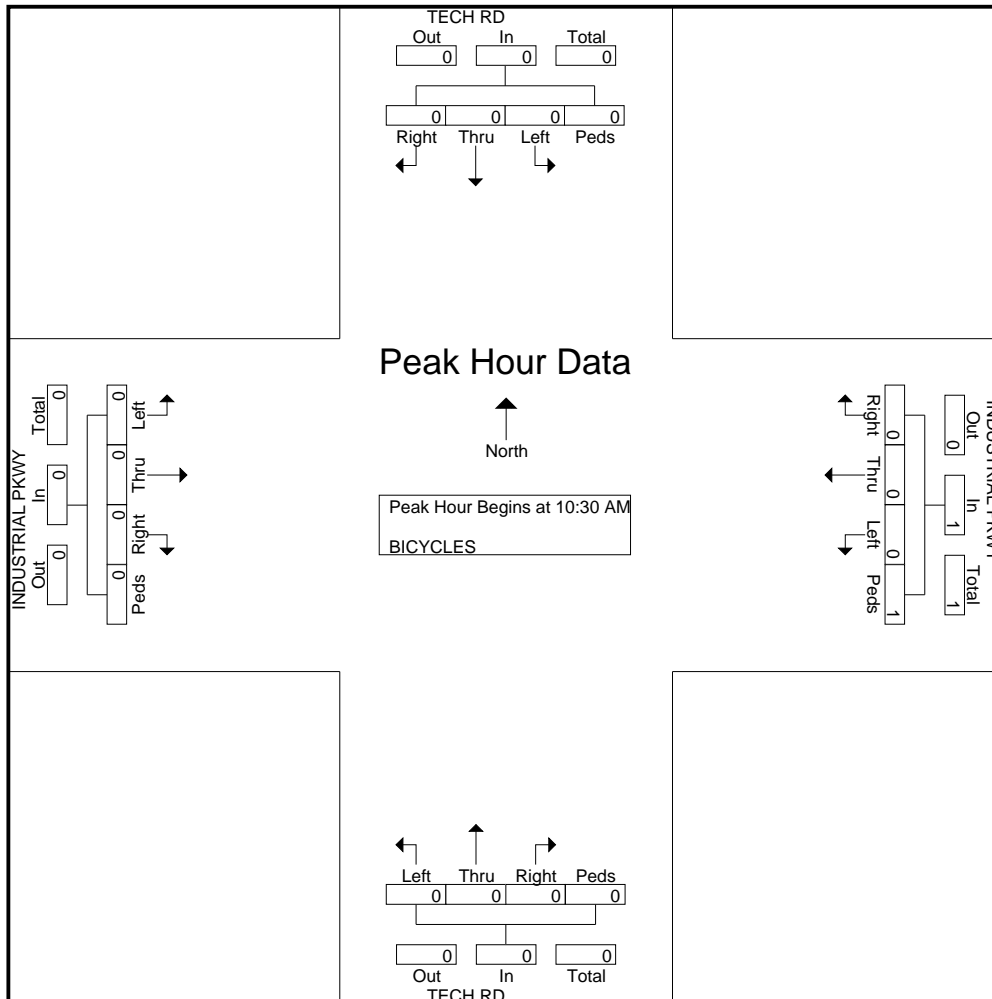 TECH RD
Out In Total
0 0 0
0 0 0 0
Right Thru Left Peds
Peak Hour Data
North
Peak Hour Begins at 10:30 AM
BICYCLES
INDUSTRIAL PKWY
Out In Total
0 0 0
0 0 0 0
Left Thru Right Peds
Right Thru Left Peds
0 0 0 1
Out In Total
0 1 1
INDUSTRIAL PKWY
Left Thru Right Peds
0 0 0 0
0 0 0
Out In Total
TECH RD